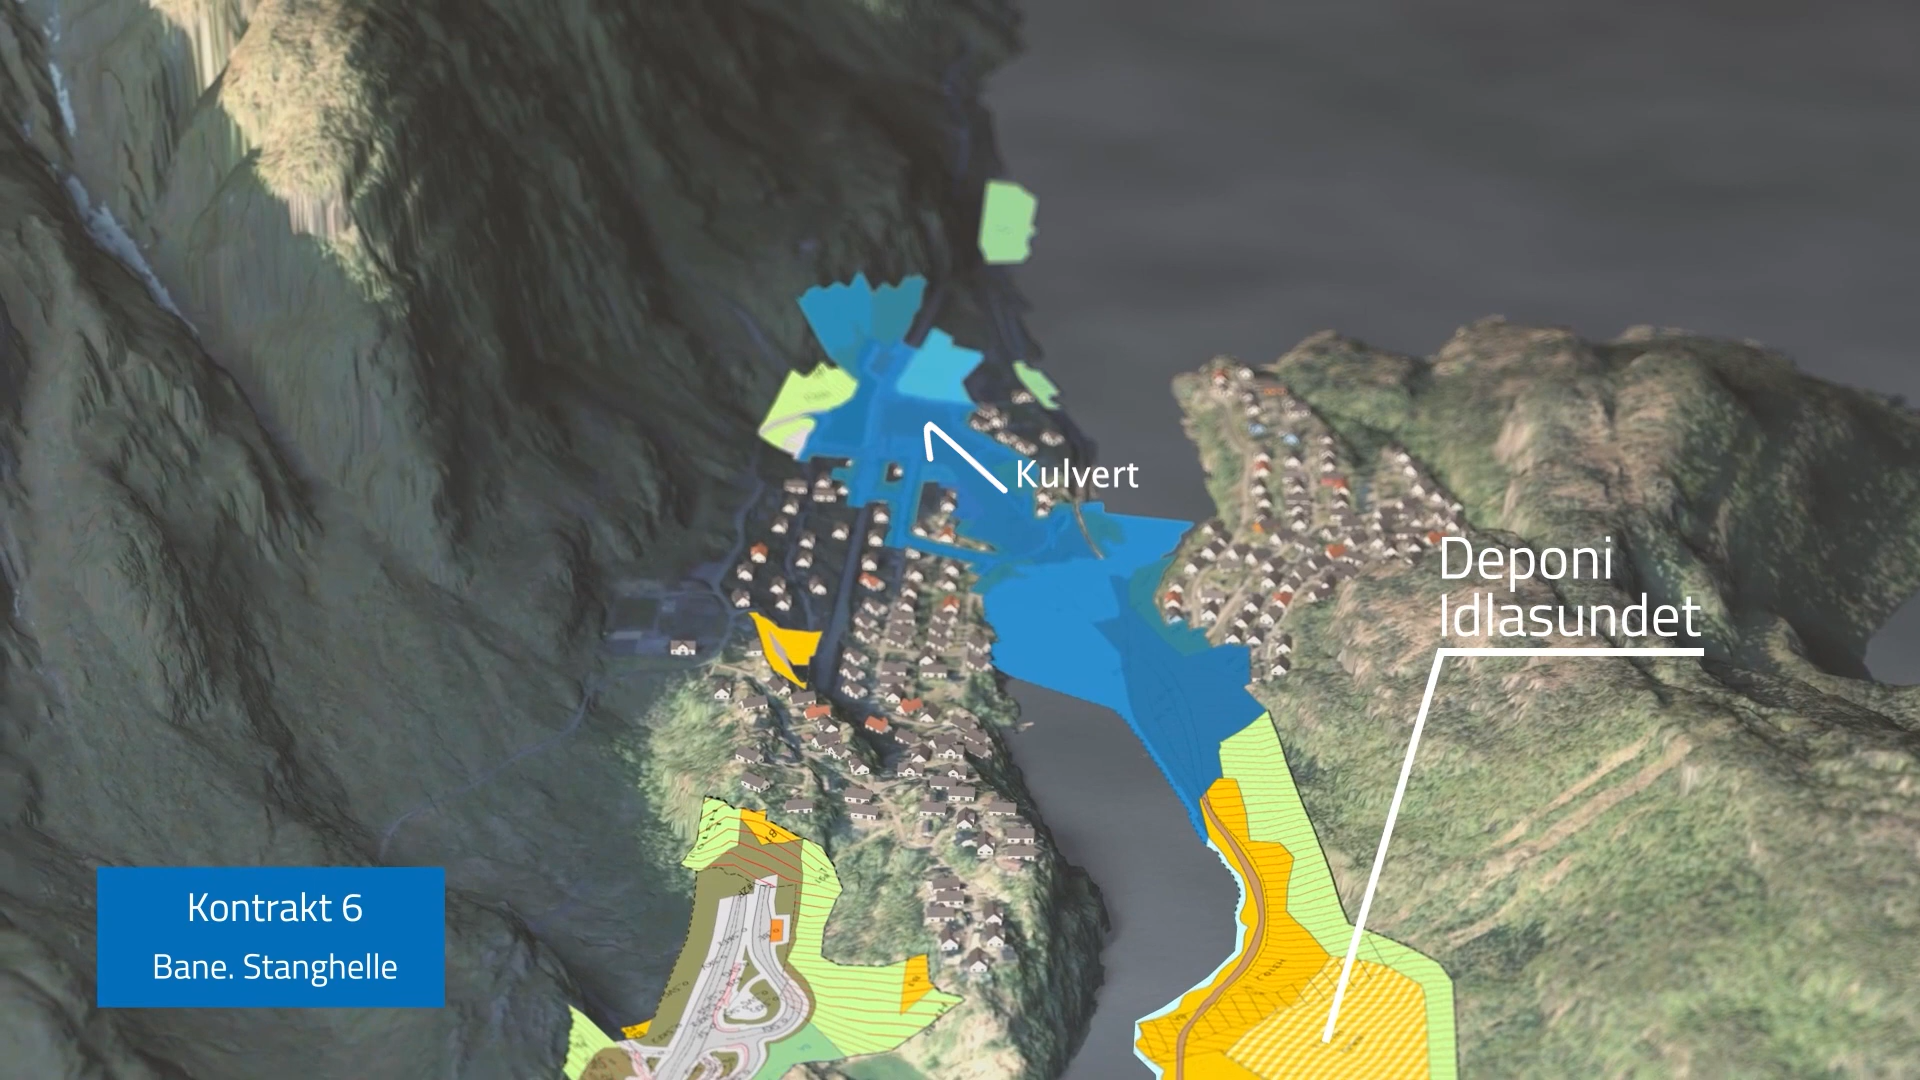 Kulvert
Deponi
Idlasundet
Kontrakt 6
Bane. Stanghelle